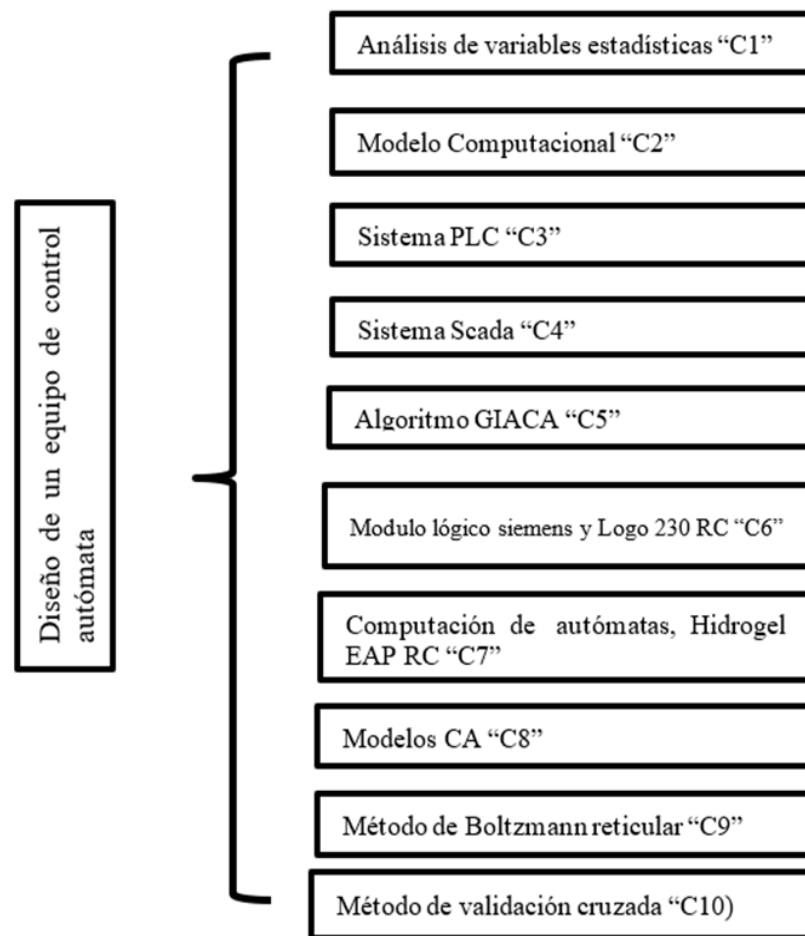 Diseño de un equipo de control
autómata
Análisis de variables estadísticas “C1”
Modelo Computacional “C2”
Sistema PLC “C3”
Sistema Scada “C4”
Algoritmo GIACA “C5”
Modulo lógico siemens y Logo 230 RC “C6”
Computación de autómatas, Hidrogel
EAP RC “C7”
Modelos CA “C8”
Método de Boltzmann reticular “C9”
Método de validación cruzada “C10)